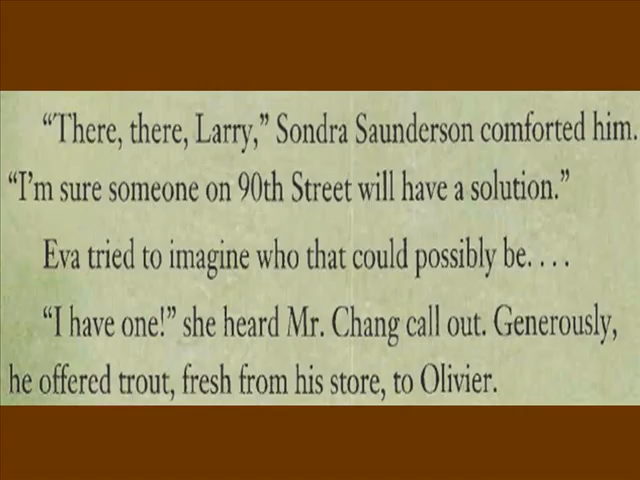 “There, there, Larry,” Sondra Saunderson comforted him.
“I’m sure someone on 90th Street will have a solution.”
Eva tried to imagine who that could possibly be. . . .
“I have one!” she heard Mr. Chang call out. Generously,
he offered trout, fresh from his store, to Olivier.